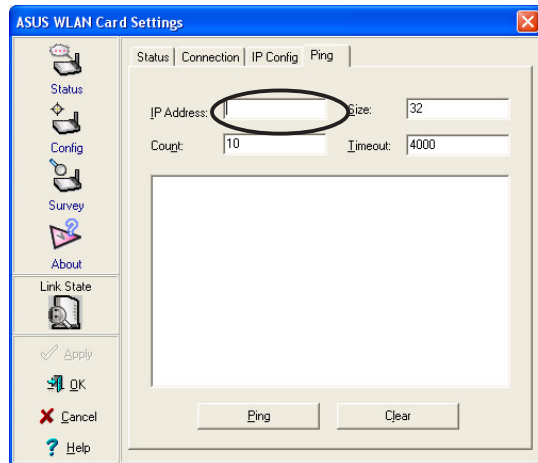 ASUS WLAN Card Settings
Status
Config
Survey
About
Link State
Apply
OK
Cancel
Help
Status Connection IP Config Ping
IP Address: Size: 32
Count: 10 Timeout: 4000
Ping Clear